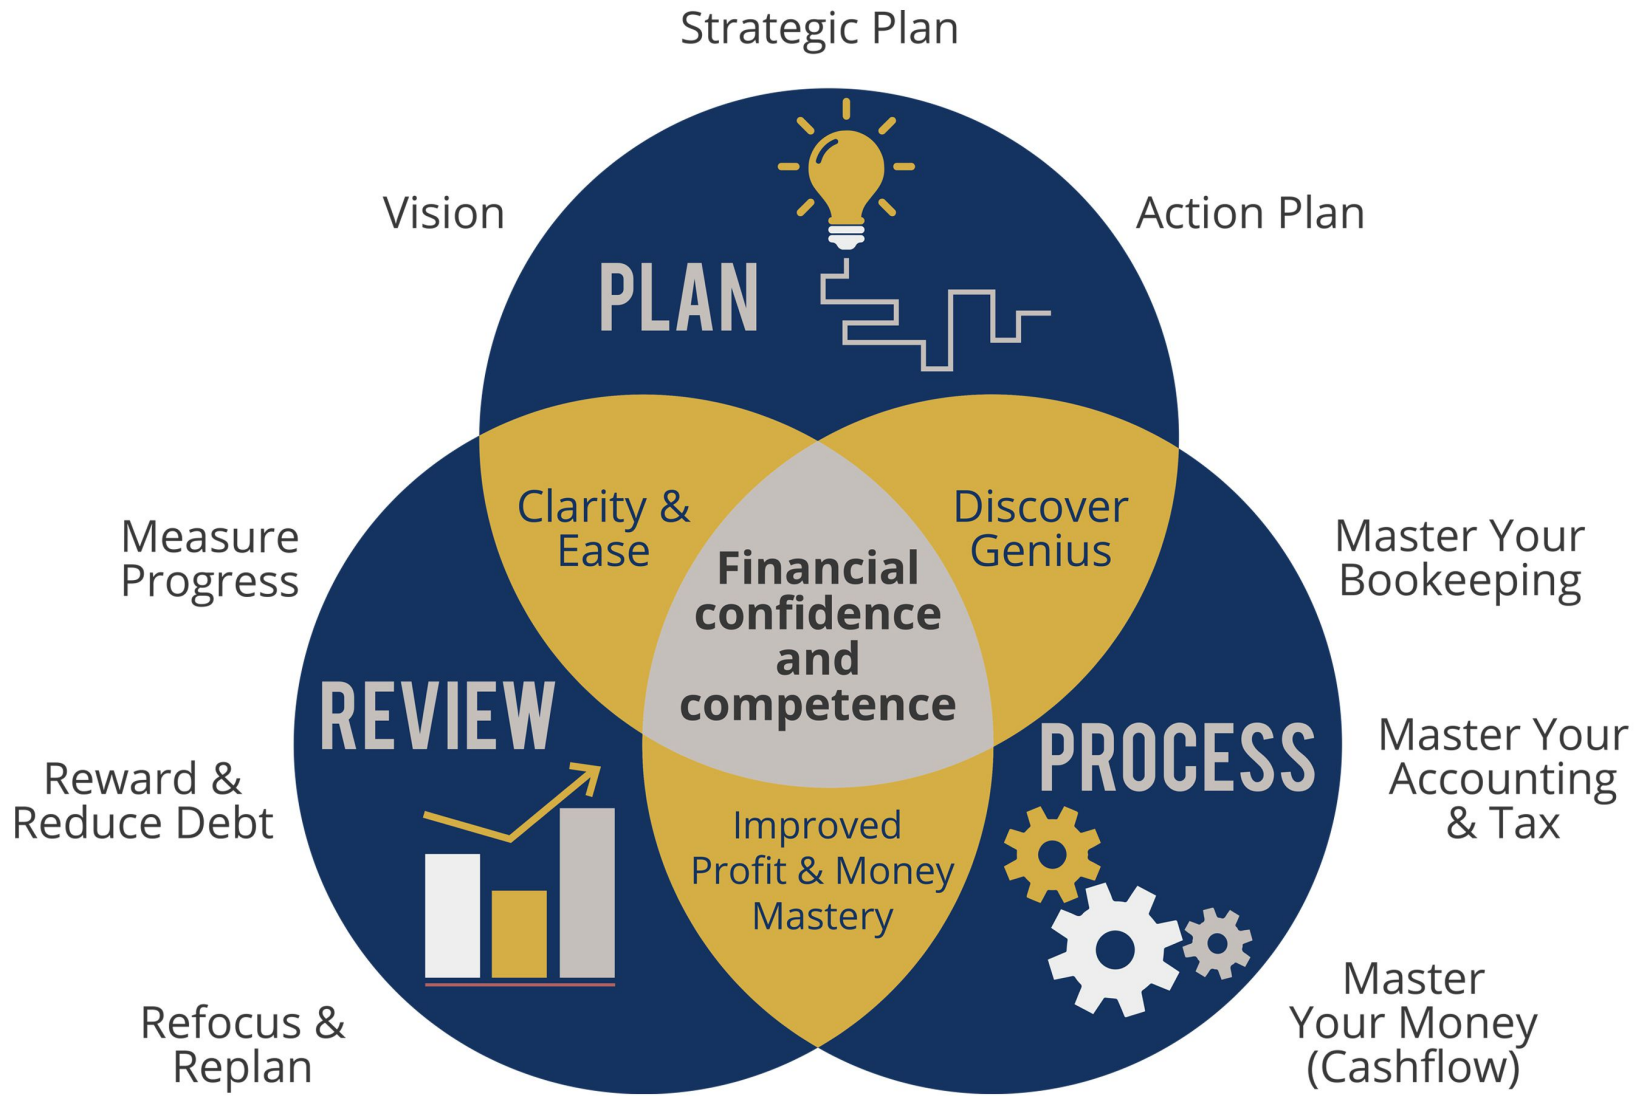 Strategic Plan
Vision
Action Plan
PLAN
Clarity &
Ease
Discover
Genius
Financial
confidence
and
competence
Measure
Progress
Master Your
Bookeeping
REVIEW
PROCESS
Reward &
Reduce Debt
Master Your
Accounting
& Tax
Improved
Profit & Money
Mastery
Refocus &
Replan
Master
Your Money
(Cashflow)